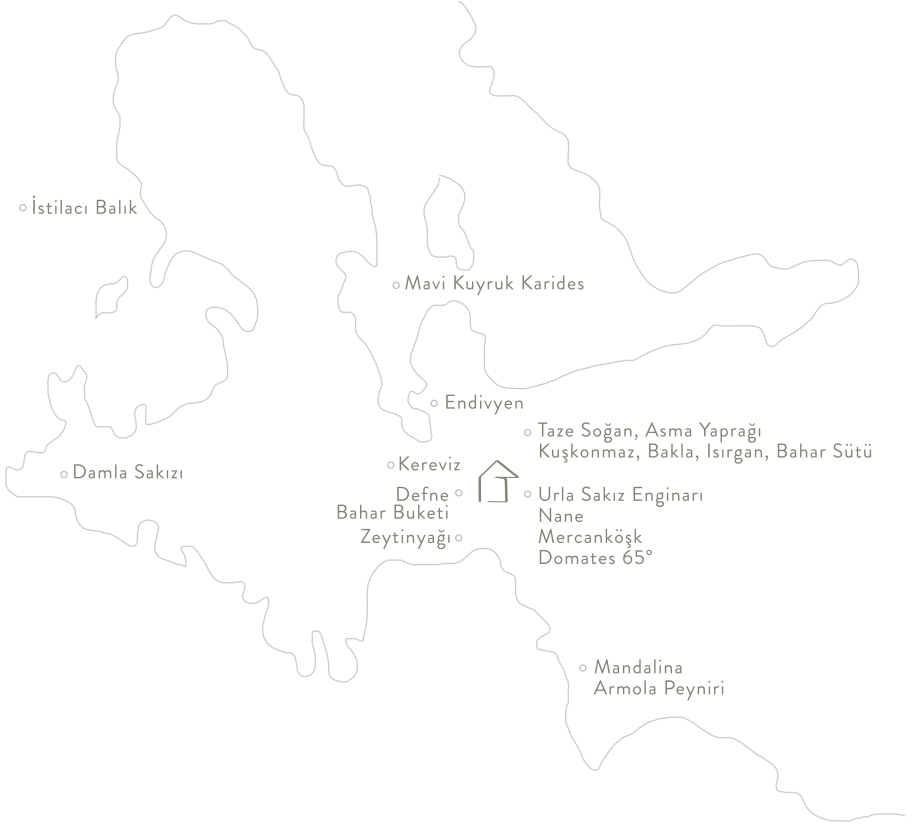 İstilacı Balık
Mavi Kuyruk Karides
Endivyen
Taze Soğan, Asma Yaprağı
Kuşkonmaz, Bakla, Isırgan, Bahar Sütü
Kereviz
Damla Sakızı
Defne
Bahar Buketi
Zeytinyağı
Urla Sakız Enginarı
Nane
Mercanköşk
Domates 65°
Mandalina
Armola Peyniri